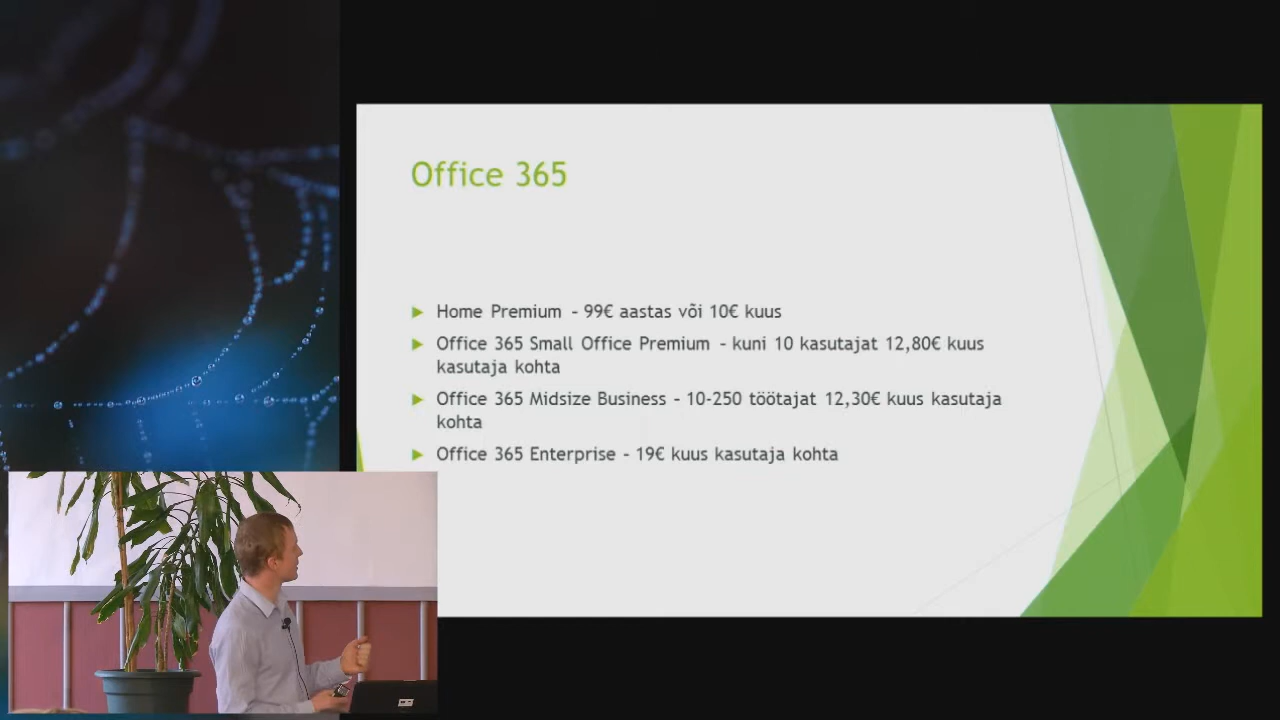 Office 365
Home Premium – 99€ aastas või 10€ kuus
Office 365 Small Office Premium – kuni 10 kasutajat 12,80€ kuus
kasutaja kohta
Office 365 Midsize Business – 10-250 töötajat 12,30€ kuus kasutaja
kohta
Office 365 Enterprise – 19€ kuus kasutaja kohta